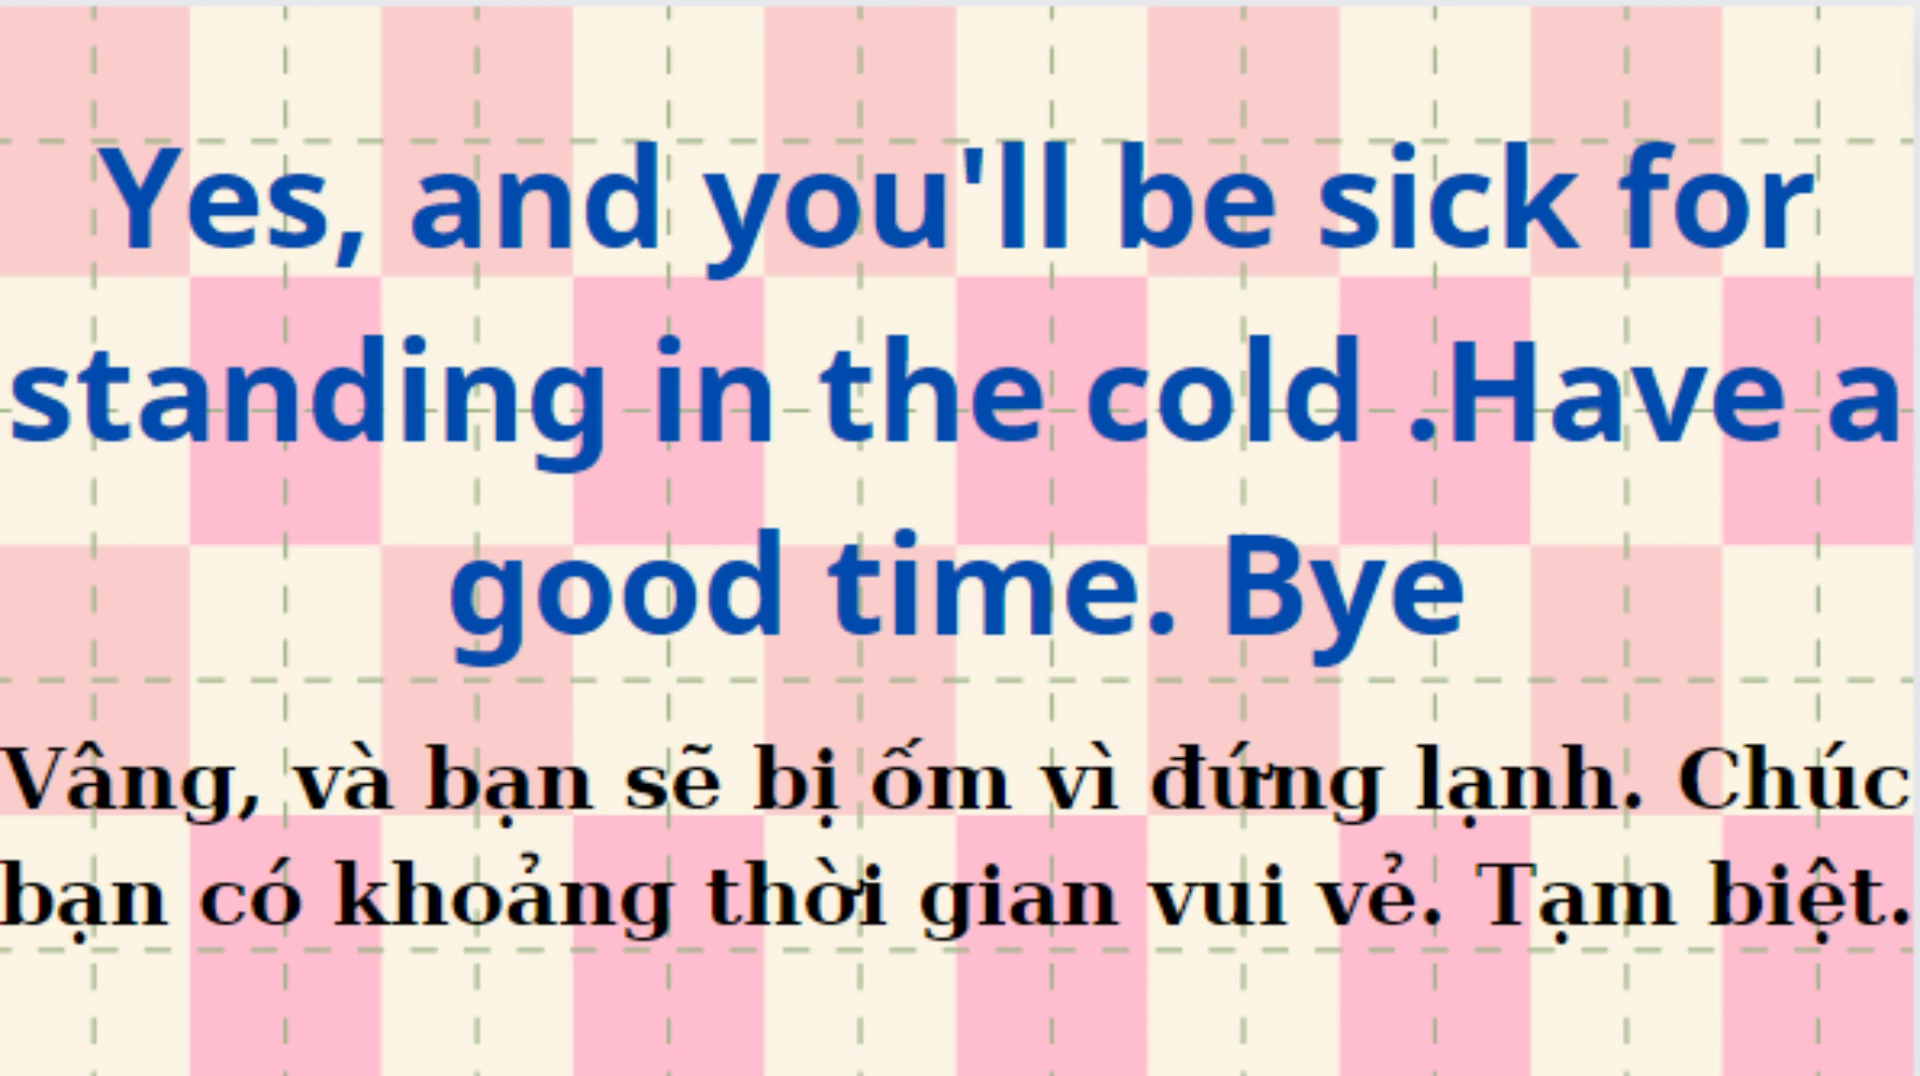 Yes, and you'll be sick for
standing in the cold .Have a
good time. Bye
Vâng, và bạn sẽ bị ốm vì đứng lạnh. Chúc
bạn có khoảng thời gian vui vẻ. Tạm biệt.